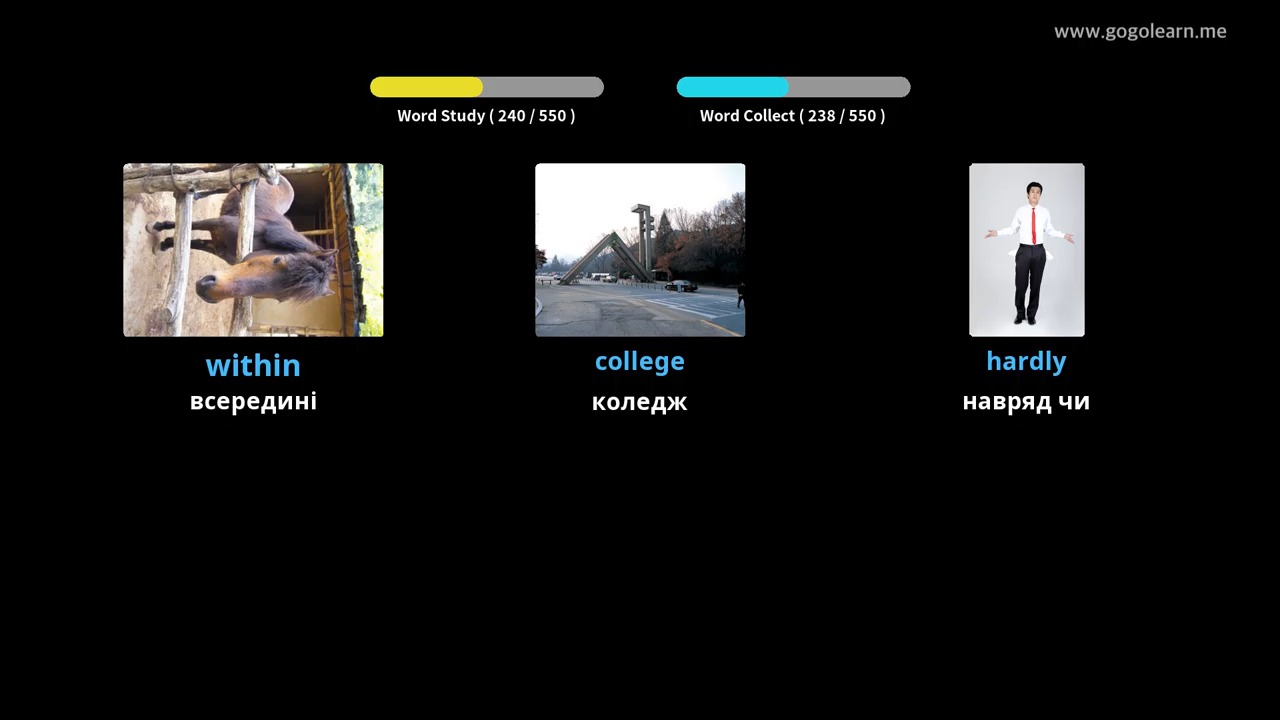 www.gogolearn.me
Word Study ( 240 / 550 )
Word Collect ( 238 / 550 )
within
college
hardly
всередині
коледж
навряд чи